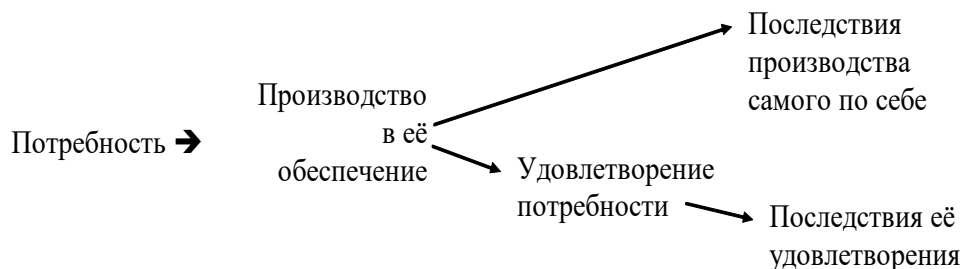 Потребность ➔
Производство
в её
обеспечение
Последствия
производства
самого по себе
Удовлетворение
потребности
Последствия её
удовлетворения